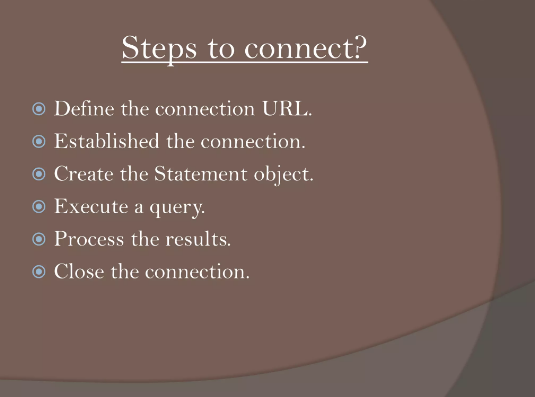 Steps to connect?
Define the connection URL.
Established the connection.
Create the Statement object.
Execute a query.
Process the results.
Close the connection.